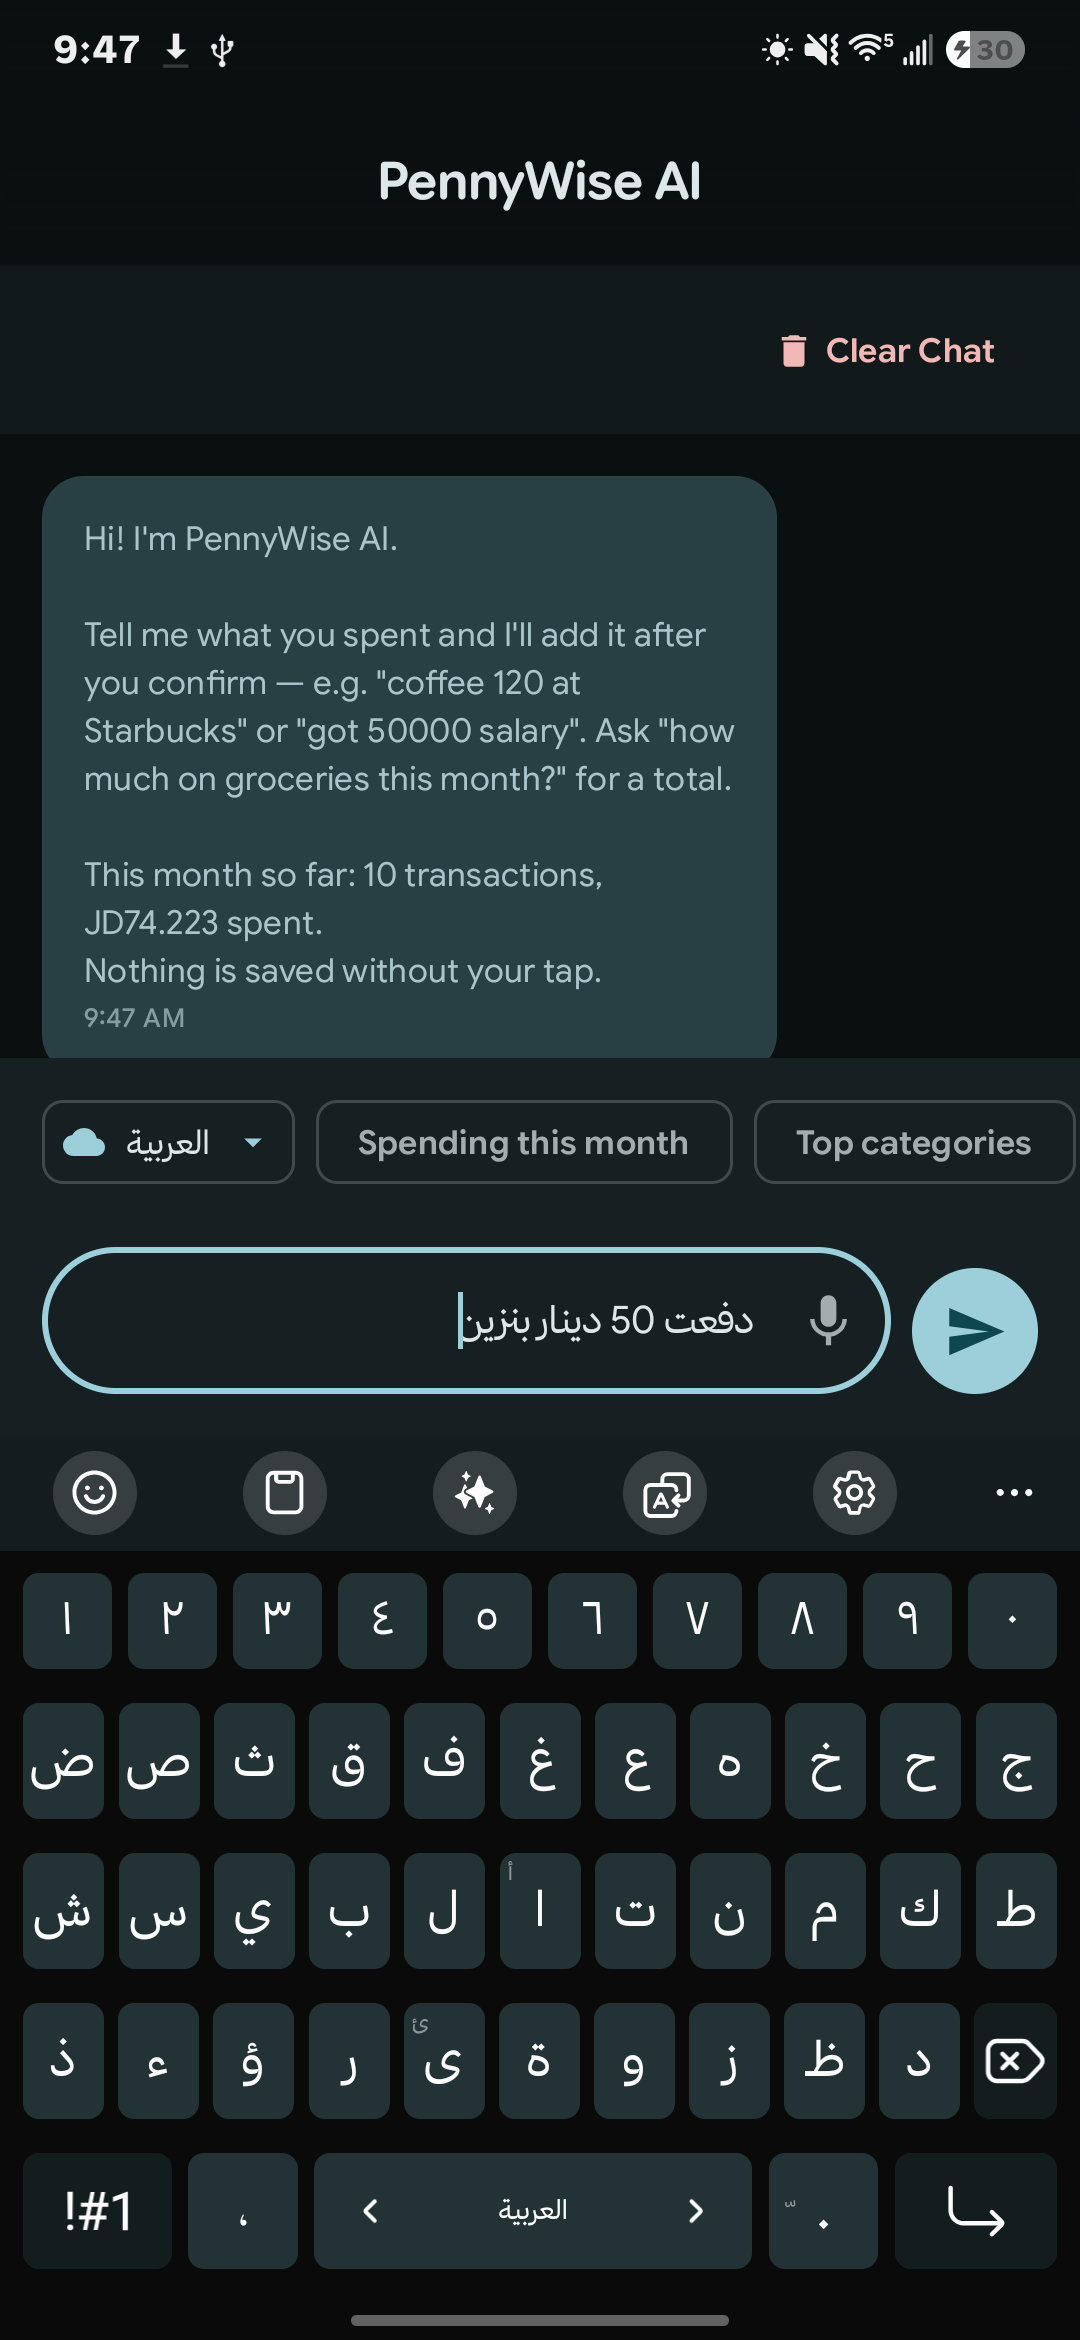 9:47
5
30
PennyWise AI
Clear Chat
Hi! I'm PennyWise AI.
Tell me what you spent and I'll add it after
you confirm — e.g. "coffee 120 at
Starbucks" or "got 50000 salary". Ask "how
much on groceries this month?" for a total.
This month so far: 10 transactions,
JD74.223 spent.
Nothing is saved without your tap.
9:47 AM
العربية
Spending this month
Top categories
دفعت 50 دينار بنزين
١ ٢ ٣ ٤ ٥ ٦ ٧ ٨ ٩ ٠
ض ص ث ق ف غ ع ه خ ح ج
ش س ي ب ل ا أ ت ن م ك ط
ذ ء ؤ ر ى ئ ة و ز ظ د
!#1 ، < العربية > .